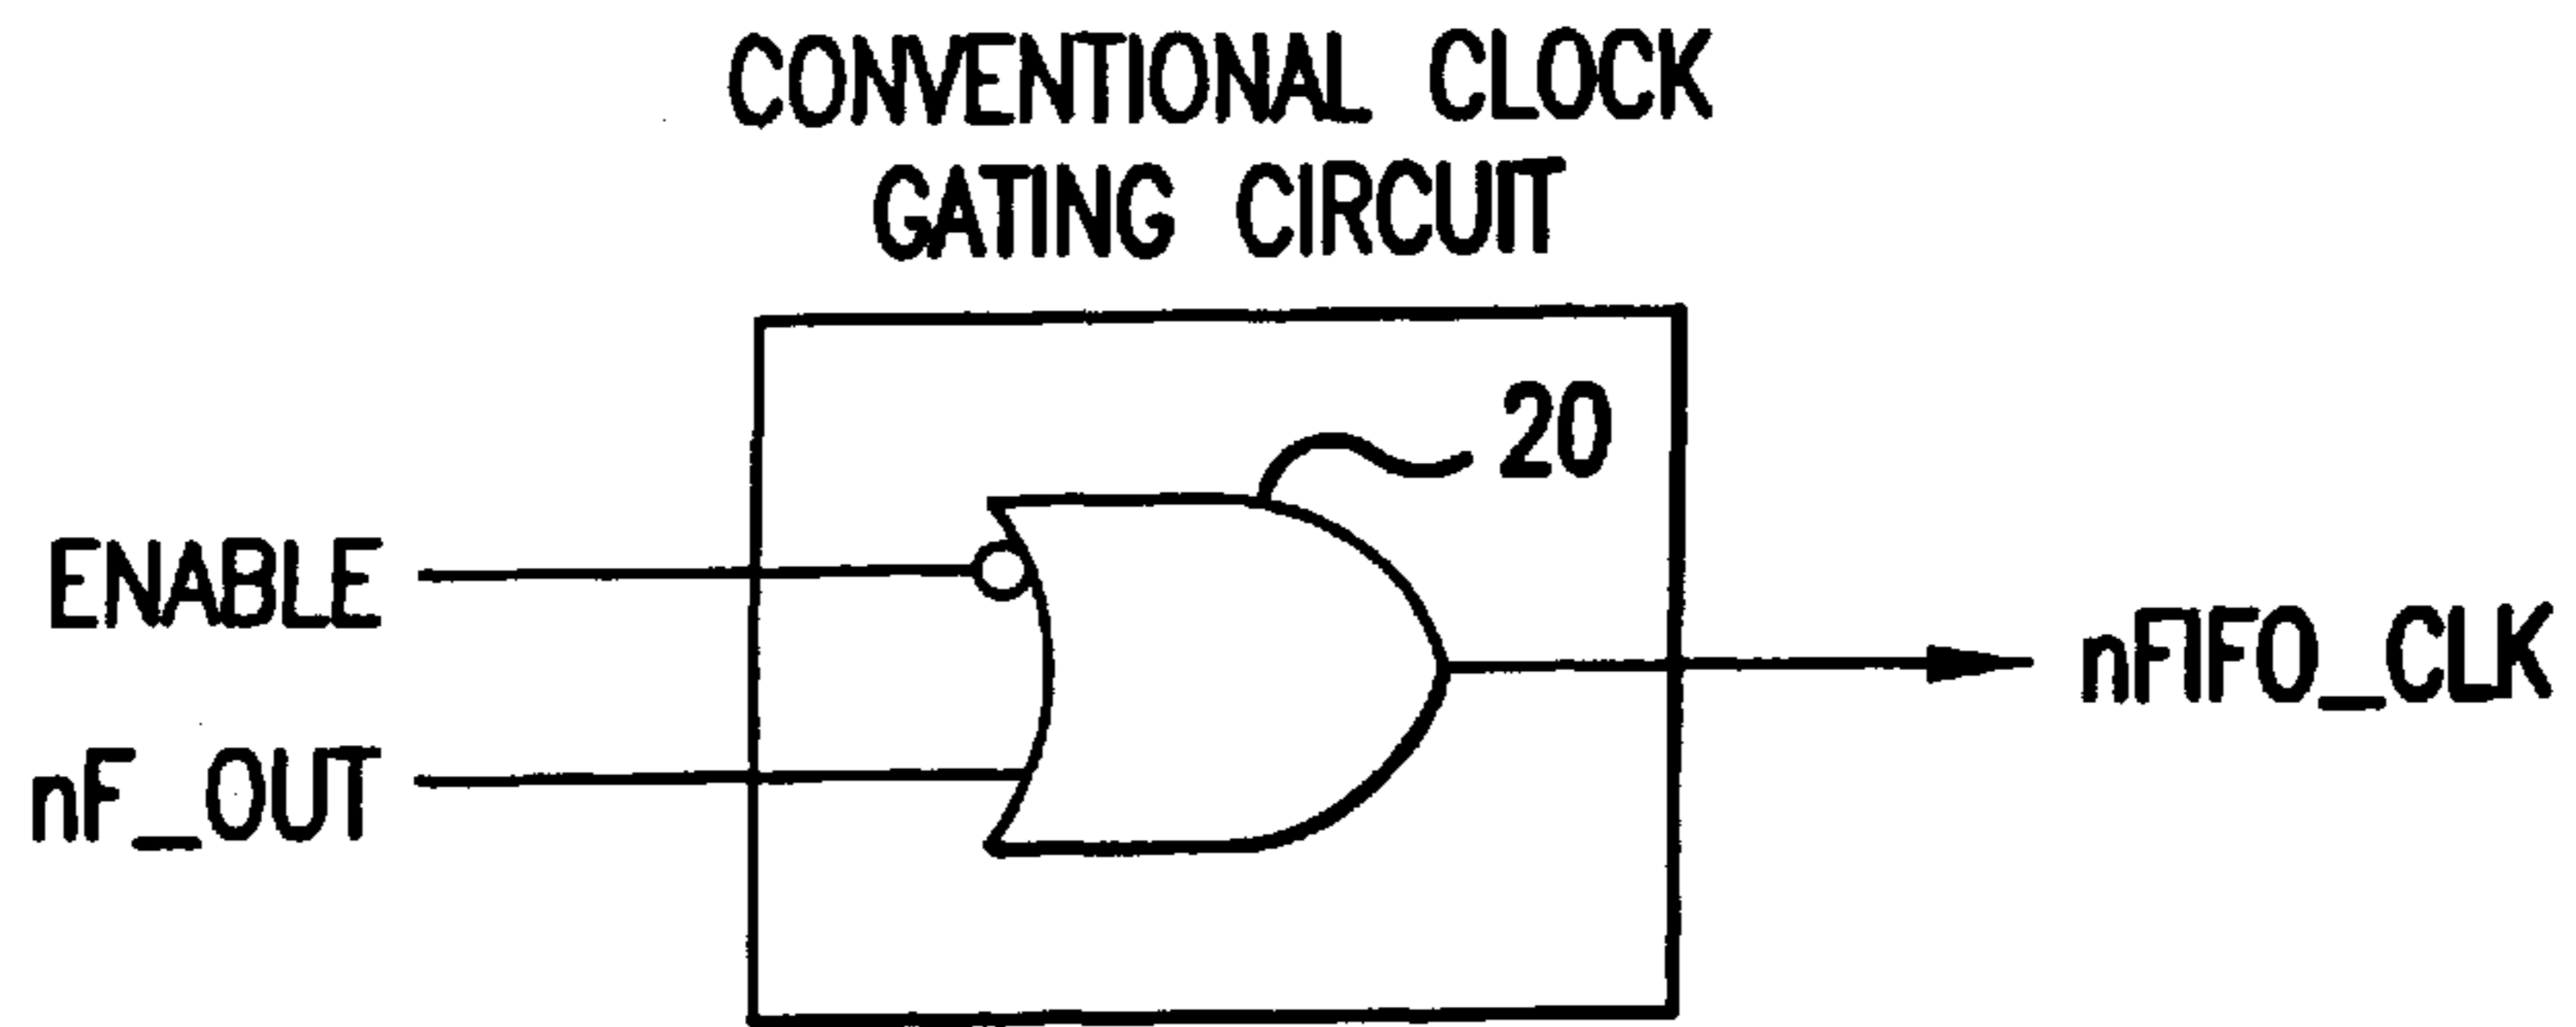 CONVENTIONAL CLOCK
GATING CIRCUIT
20
ENABLE
nFIFO_CLK
nF_OUT